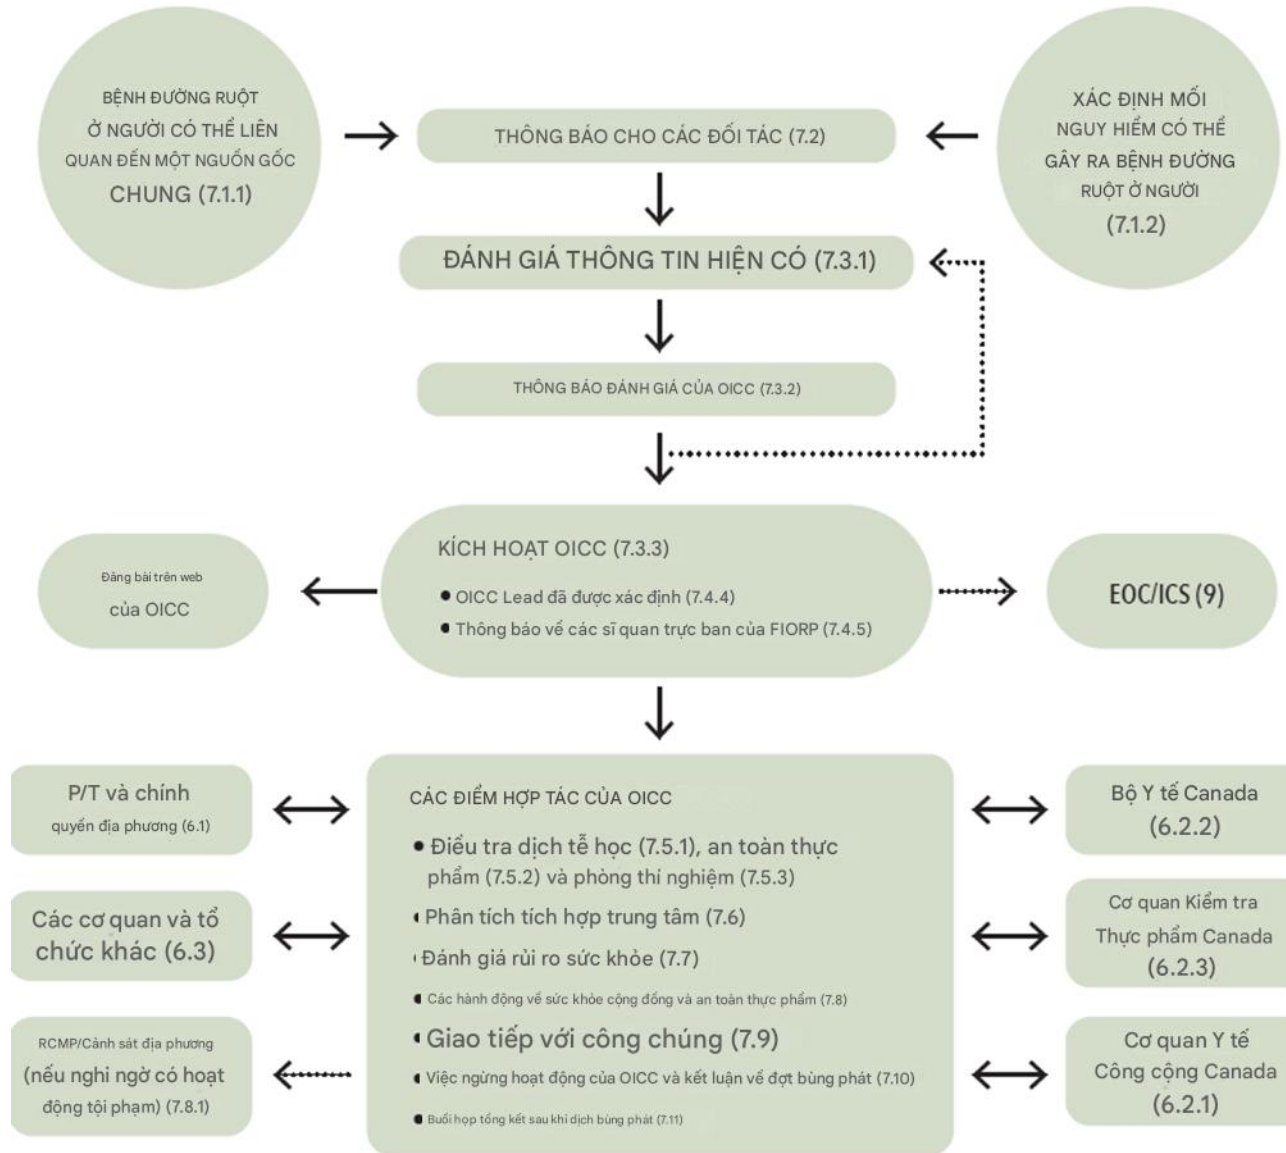 BỆNH ĐƯỜNG RUỘT
Ở NGƯỜI CÓ THỂ LIÊN
QUAN ĐẾN MỘT NGUỒN GỐC
CHUNG (7.1.1)
THÔNG BÁO CHO CÁC ĐỐI TÁC (7.2)
XÁC ĐỊNH MỐI
NGUY HIỂM CÓ THỂ
GÂY RA BỆNH ĐƯỜNG
RUỘT Ở NGƯỜI
(7.1.2)
ĐÁNH GIÁ THÔNG TIN HIỆN CÓ (7.3.1)
THÔNG BÁO ĐÁNH GIÁ CỦA OICC (7.3.2)
KÍCH HOẠT OICC (7.3.3)
• OICC Lead đã được xác định (7.4.4)
• Thông báo về các sĩ quan trực ban của FIORP (7.4.5)
Đăng bài trên web
của OICC
EOC/ICS (9)
P/T và chính
quyền địa phương (6.1)
Các cơ quan và tổ
chức khác (6.3)
RCMP/Cảnh sát địa phương
(nếu nghi ngờ có hoạt
động tội phạm) (7.8.1)
CÁC ĐIỂM HỢP TÁC CỦA OICC
• Điều tra dịch tễ học (7.5.1), an toàn thực
phẩm (7.5.2) và phòng thí nghiệm (7.5.3)
• Phân tích tích hợp trung tâm (7.6)
• Đánh giá rủi ro sức khỏe (7.7)
• Các hành động về sức khỏe cộng đồng và an toàn thực phẩm (7.8)
• Giao tiếp với công chúng (7.9)
• Việc ngừng hoạt động của OICC và kết luận về đợt bùng phát (7.10)
• Buổi họp tổng kết sau khi dịch bùng phát (7.11)
Bộ Y tế Canada
(6.2.2)
Cơ quan Kiểm tra
Thực phẩm Canada
(6.2.3)
Cơ quan Y tế
Công cộng Canada
(6.2.1)